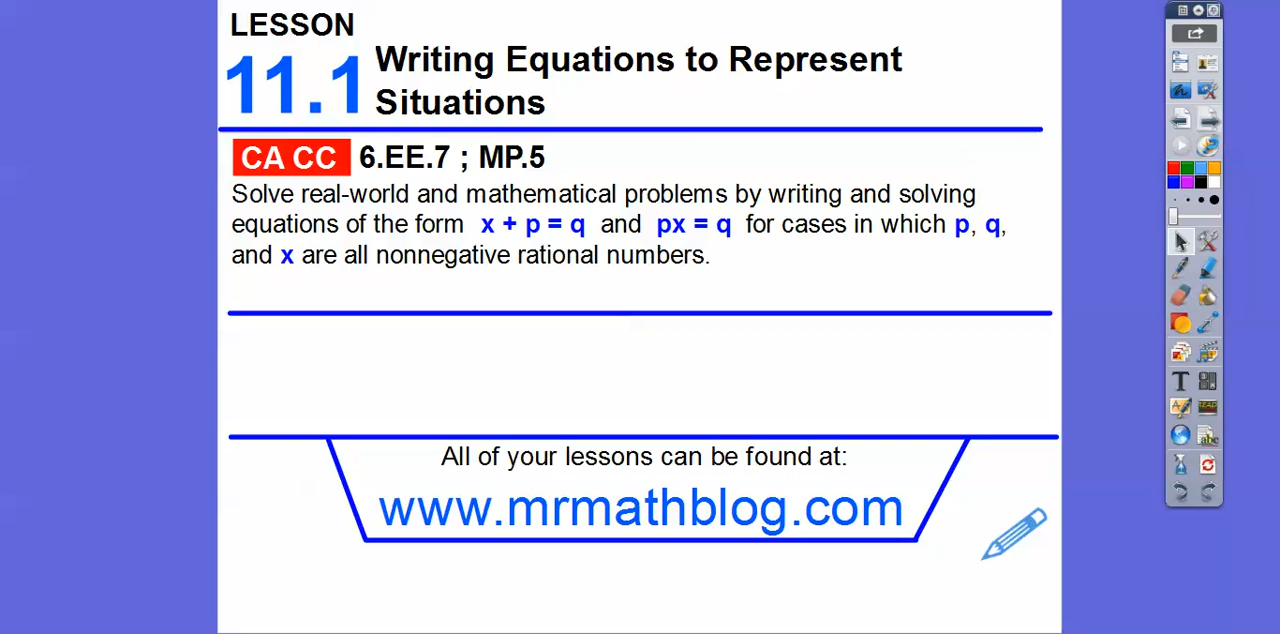 LESSON
11.1
Writing Equations to Represent
Situations
CA CC 6.EE.7 ; MP.5
Solve real-world and mathematical problems by writing and solving
equations of the form x + p = q and px = q for cases in which p, q,
and x are all nonnegative rational numbers.
All of your lessons can be found at:
www.mrmathblog.com